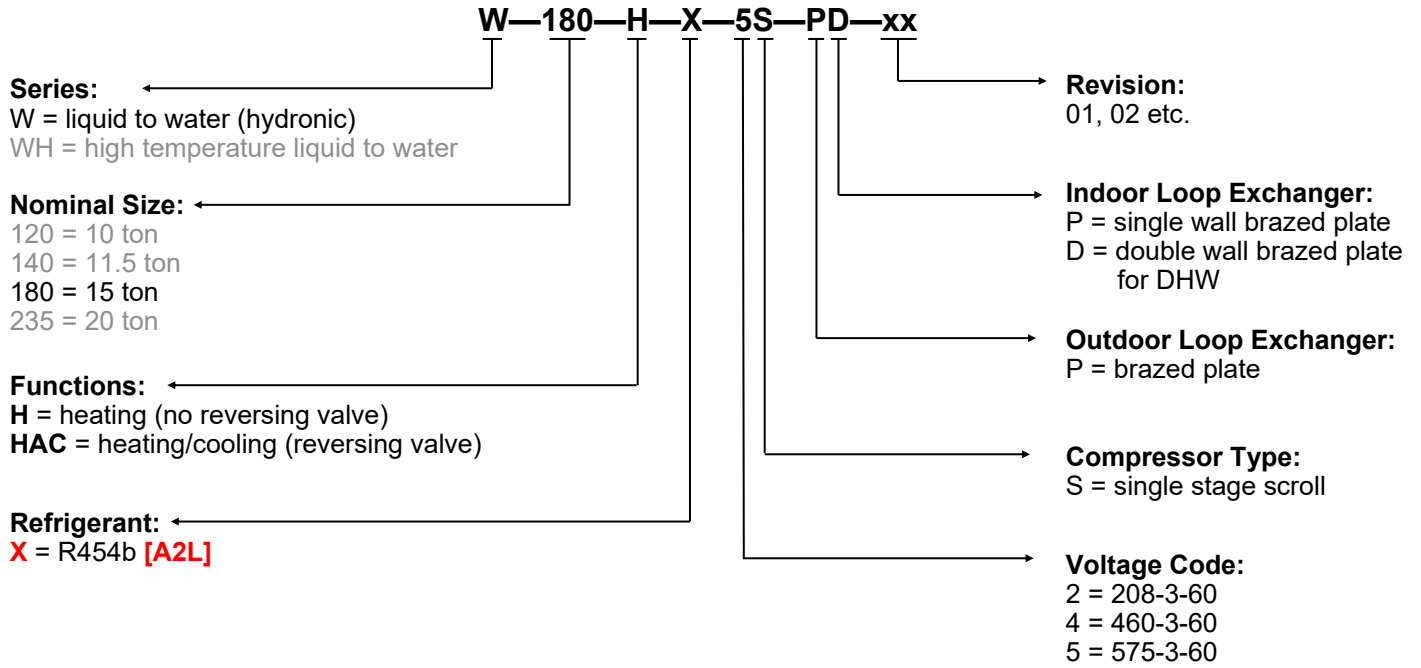 W—180—H—X—5S—PD—xx
Series:
W = liquid to water (hydronic)
WH = high temperature liquid to water
Nominal Size:
120 = 10 ton
140 = 11.5 ton
180 = 15 ton
235 = 20 ton
Functions:
H = heating (no reversing valve)
HAC = heating/cooling (reversing valve)
Refrigerant:
X = R454b [A2L]
Revision:
01, 02 etc.
Indoor Loop Exchanger:
P = single wall brazed plate
D = double wall brazed plate
for DHW
Outdoor Loop Exchanger:
P = brazed plate
Compressor Type:
S = single stage scroll
Voltage Code:
2 = 208-3-60
4 = 460-3-60
5 = 575-3-60